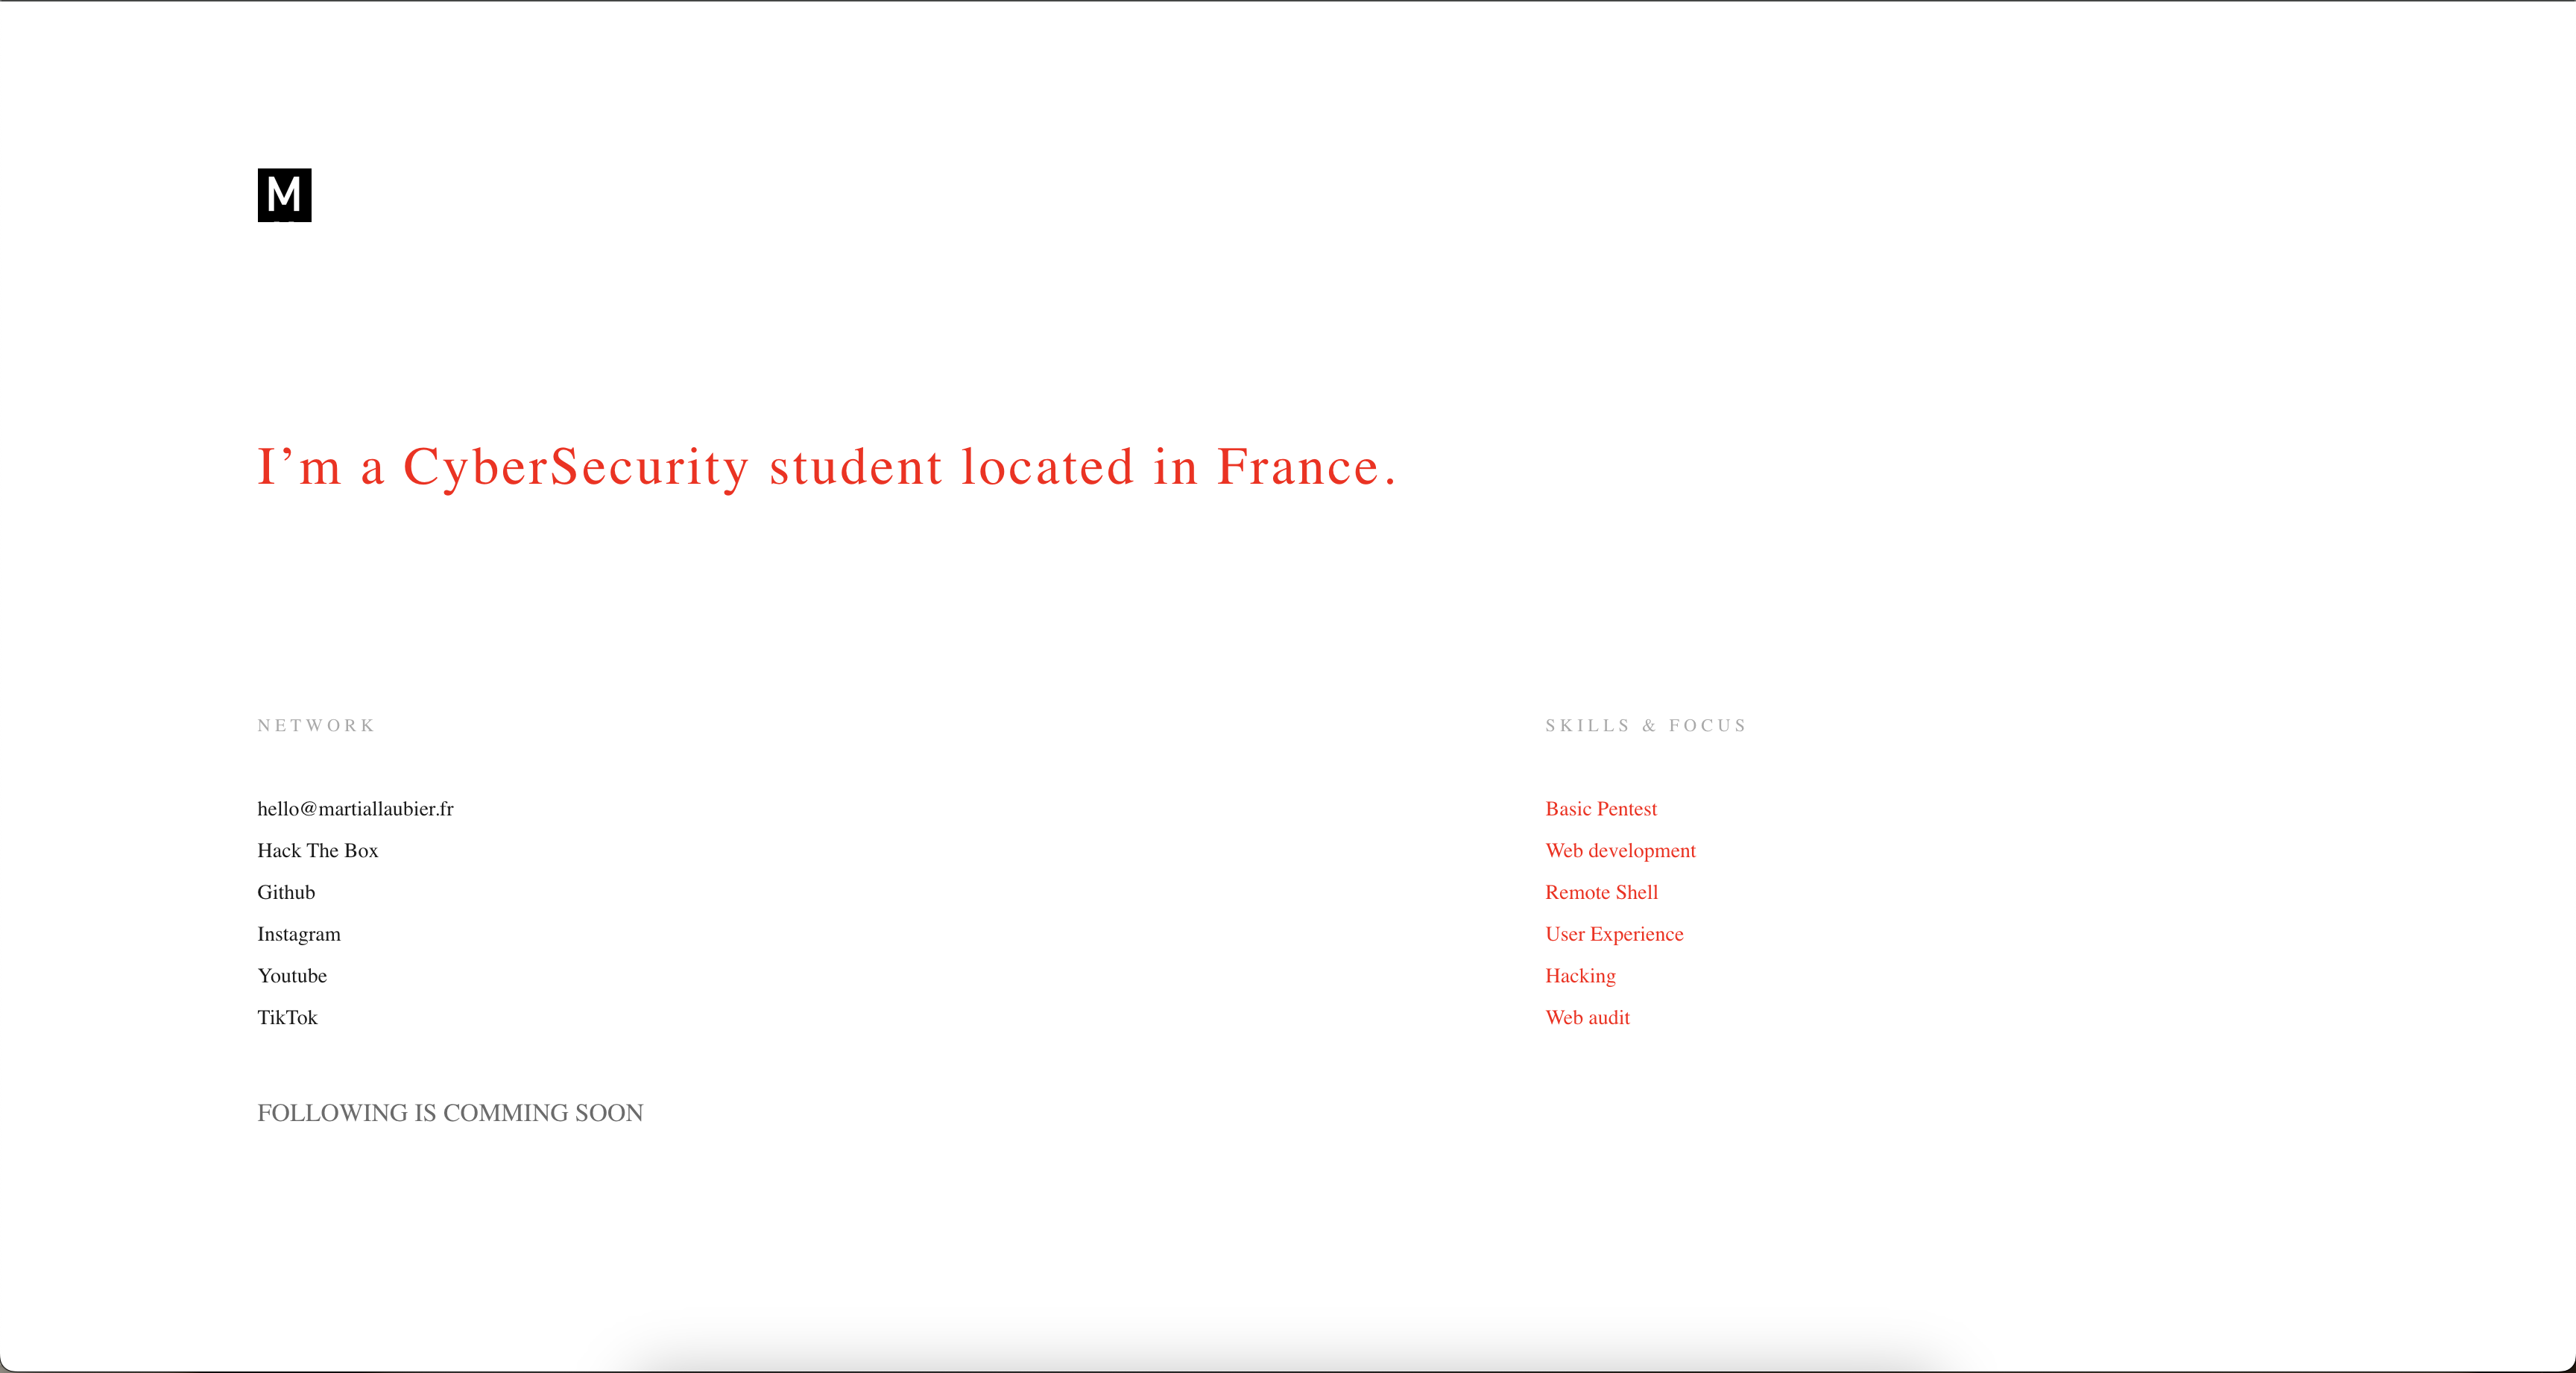 M
I’m a CyberSecurity student located in France.
NETWORK
hello@martiallaubier.fr
Hack The Box
Github
Instagram
Youtube
TikTok
FOLLOWING IS COMMING SOON
SKILLS & FOCUS
Basic Pentest
Web development
Remote Shell
User Experience
Hacking
Web audit